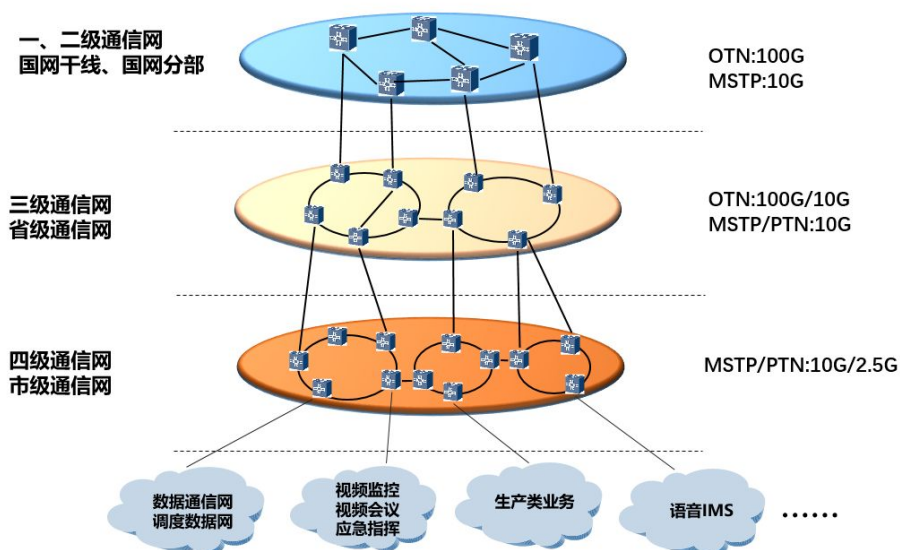 一、二级通信网
国网干线、国网分部
OTN:100G
MSTP:10G
三级通信网
省级通信网
OTN:100G/10G
MSTP/PTN:10G
四级通信网
市级通信网
MSTP/PTN:10G/2.5G
数据通信网
调度数据网
视频监控
视频会议
应急指挥
生产类业务
语音IMS
……